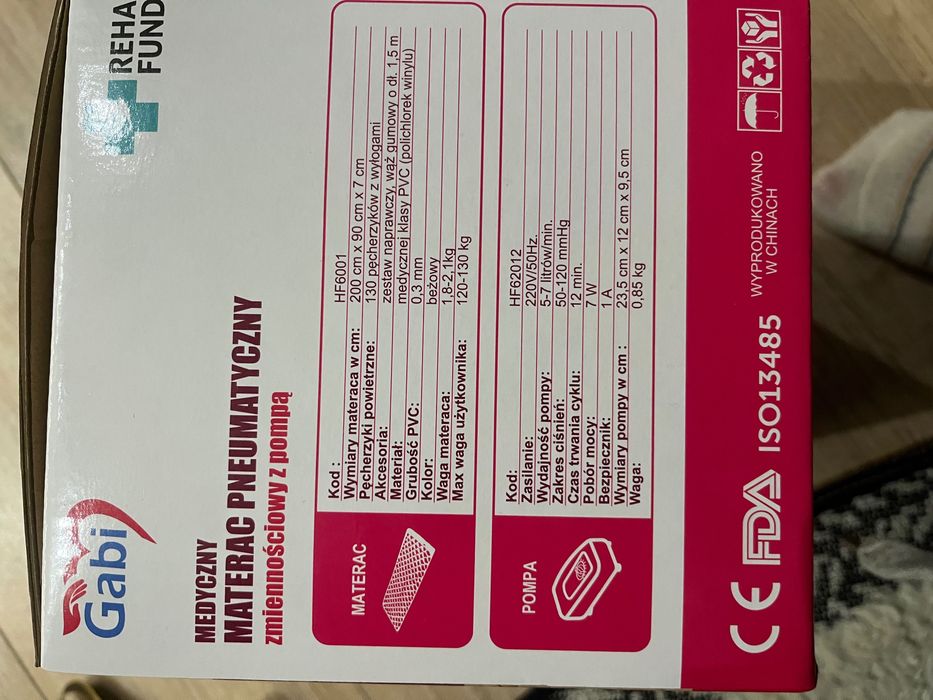 Gabi
REHA
FUND
MEDYCZNY
MATERAC PNEUMATYCZNY
zmiennościowy z pompą
MATERAC
Kod : HF6001
Wymiary materaca w cm: 200 cm x 90 cm x 7 cm
Pęcherzyki powietrzne: 130 pęcherzyków z wyłogami
Akcesoria: zestaw naprawczy, wąż gumowy o dł. 1,5 m
Materiał: medycznej klasy PVC (polichlorek winylu)
Grubość PVC: 0,3 mm
Kolor: beżowy
Waga materaca: 1,8-2,1kg
Max waga użytkownika: 120-130 kg
POMPA
Kod: HF62012
Zasilanie: 220V/50Hz.
Wydajność pompy: 5-7 litrów/min.
Zakres ciśnień: 50-120 mmHg
Czas trwania cyklu: 12 min.
Pobór mocy: 7 W
Bezpiecznik: 1 A
Wymiary pompy w cm : 23,5 cm x 12 cm x 9,5 cm
Waga: 0,85 kg
CE FDA ISO13485 WYPRODUKOWANO
W CHINACH